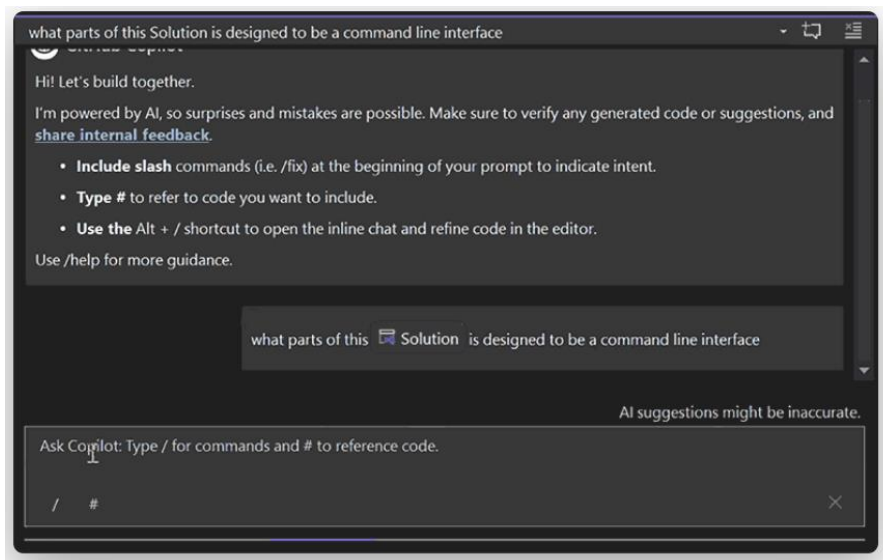 what parts of this Solution is designed to be a command line interface
GitHub Copilot
Hi! Let's build together.
I'm powered by AI, so surprises and mistakes are possible. Make sure to verify any generated code or suggestions, and
share internal feedback.
• Include slash commands (i.e. /fix) at the beginning of your prompt to indicate intent.
• Type # to refer to code you want to include.
• Use the Alt + / shortcut to open the inline chat and refine code in the editor.
Use /help for more guidance.
what parts of this Solution is designed to be a command line interface
AI suggestions might be inaccurate.
Ask Copilot: Type / for commands and # to reference code.
/ #